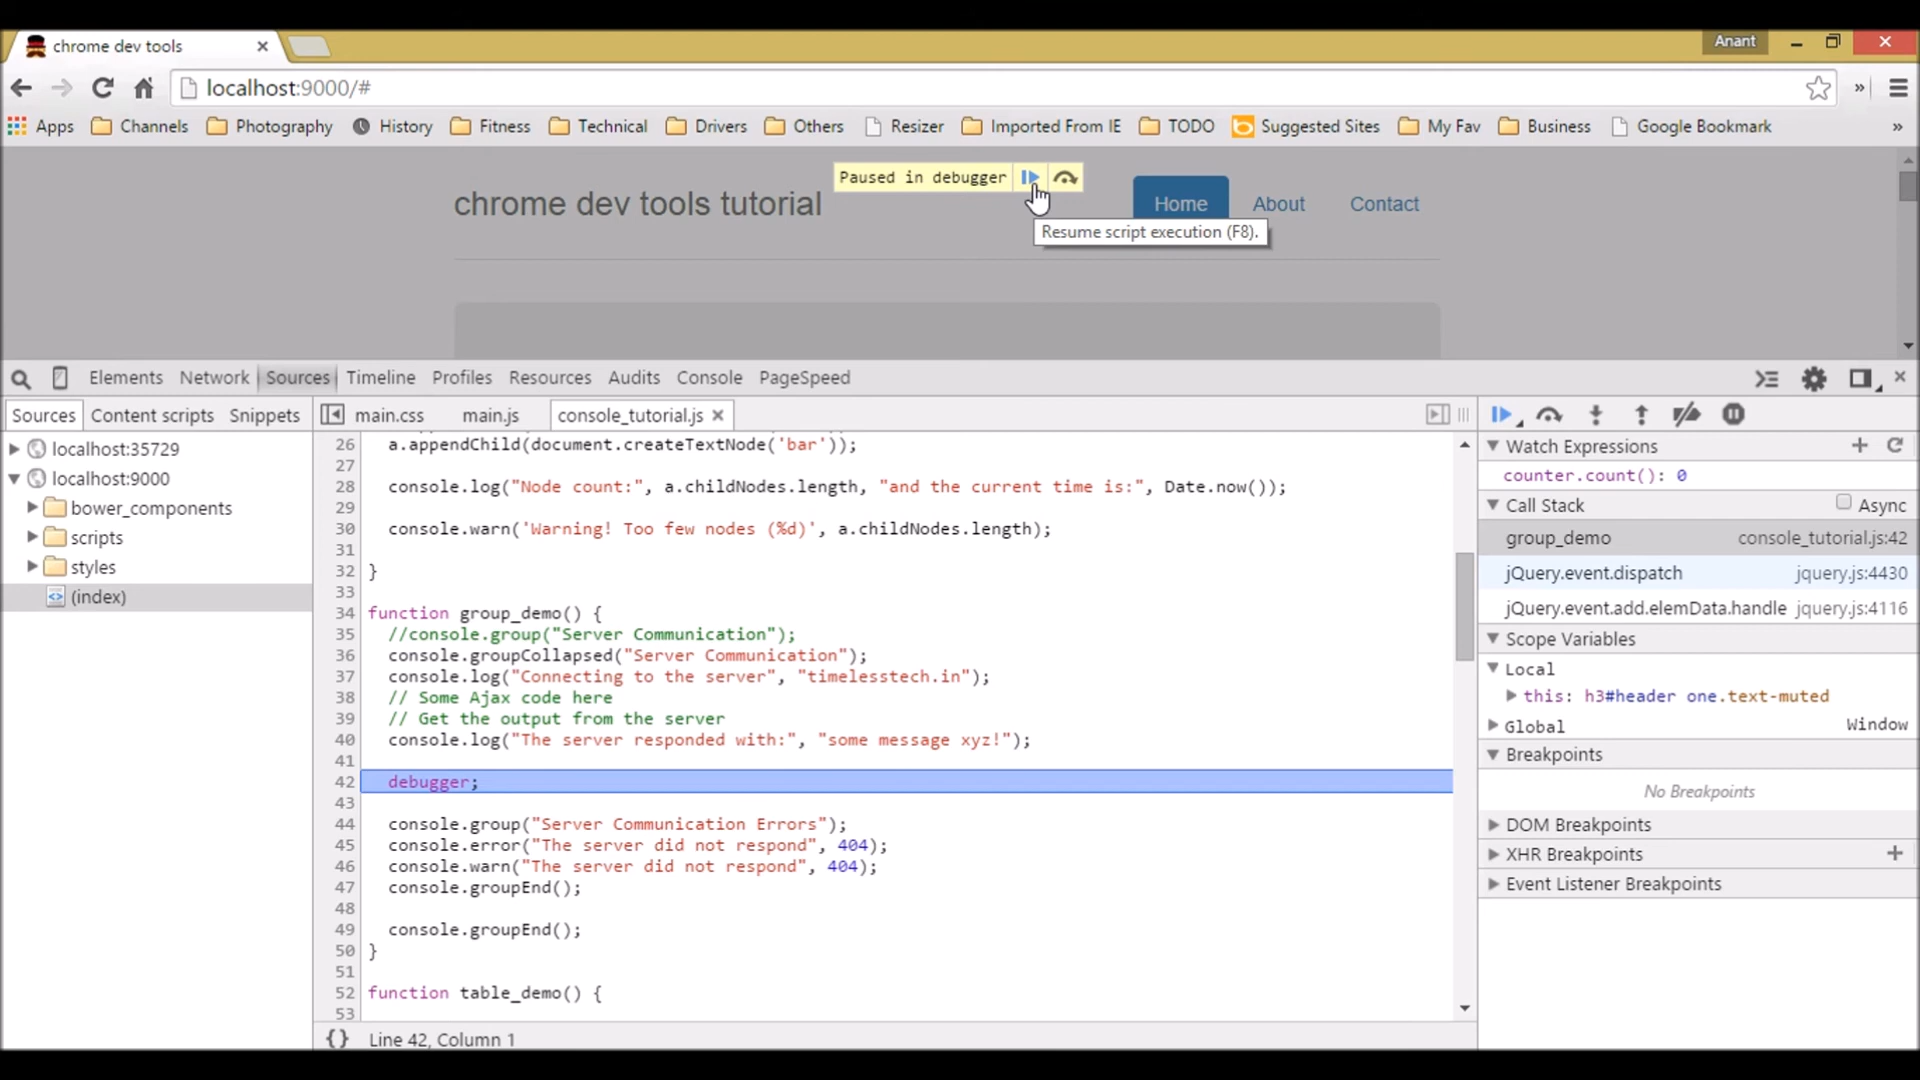 chrome dev tools
Anant
localhost:9000/#
Apps Channels Photography History Fitness Technical Drivers Others Resizer Imported From IE TODO Suggested Sites My Fav Business Google Bookmark »
Paused in debugger
chrome dev tools tutorial Home About Contact
Resume script execution (F8).
Elements Network Sources Timeline Profiles Resources Audits Console PageSpeed
Sources Content scripts Snippets
main.css main.js console_tutorial.js
localhost:35729
localhost:9000
bower_components
scripts
styles
(index)
26 a.appendChild(document.createTextNode('bar'));
27
28 console.log("Node count:", a.childNodes.length, "and the current time is:", Date.now());
29
30 console.warn('Warning! Too few nodes (%d)', a.childNodes.length);
31
32 }
33
34 function group_demo() {
35 //console.group("Server Communication");
36 console.groupCollapsed("Server Communication");
37 console.log("Connecting to the server", "timelesstech.in");
38 // Some Ajax code here
39 // Get the output from the server
40 console.log("The server responded with:", "some message xyz!");
41
42 debugger;
43
44 console.group("Server Communication Errors");
45 console.error("The server did not respond", 404);
46 console.warn("The server did not respond", 404);
47 console.groupEnd();
48
49 console.groupEnd();
50 }
51
52 function table_demo() {
53
{} Line 42, Column 1
Watch Expressions
counter.count(): 0
Call Stack Async
group_demo console_tutorial.js:42
jQuery.event.dispatch jquery.js:4430
jQuery.event.add.elemData.handle jquery.js:4116
Scope Variables
Local
this: h3#header one.text-muted
Global Window
Breakpoints
No Breakpoints
DOM Breakpoints
XHR Breakpoints
Event Listener Breakpoints